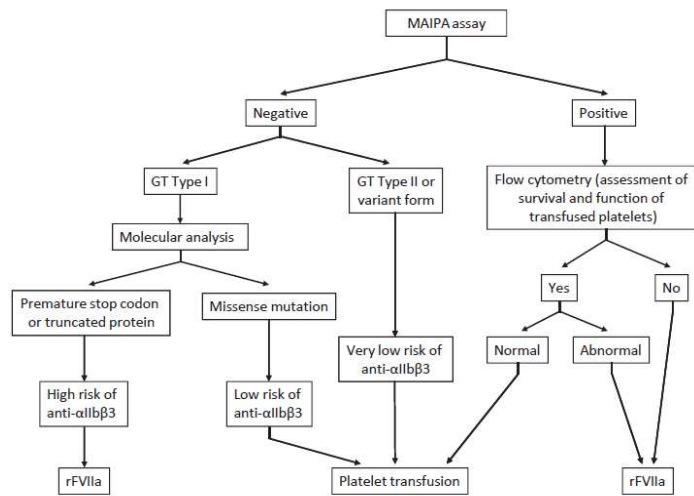 MAIPA assay
Negative
Positive
GT Type I
GT Type II or
variant form
Flow cytometry (assessment of
survival and function of
transfused platelets)
Molecular analysis
Premature stop codon
or truncated protein
Missense mutation
Yes
No
Very low risk of
anti-αIIbβ3
Normal
Abnormal
High risk of
anti-αIIbβ3
Low risk of
anti-αIIbβ3
rFVIIa
Platelet transfusion
rFVIIa